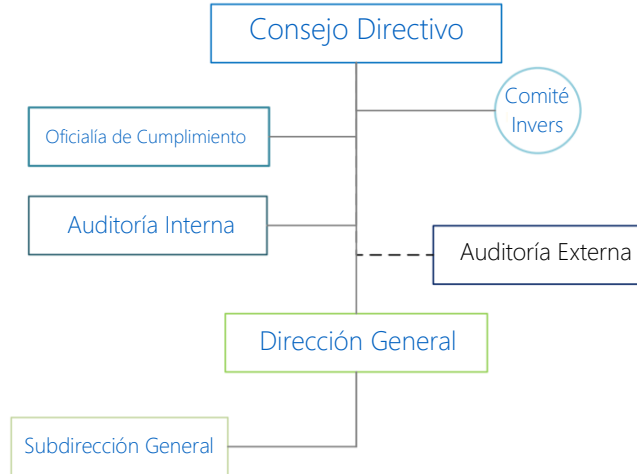 Consejo Directivo
Comité
Invers
Oficialía de Cumplimiento
Auditoría Interna
Auditoría Externa
Dirección General
Subdirección General